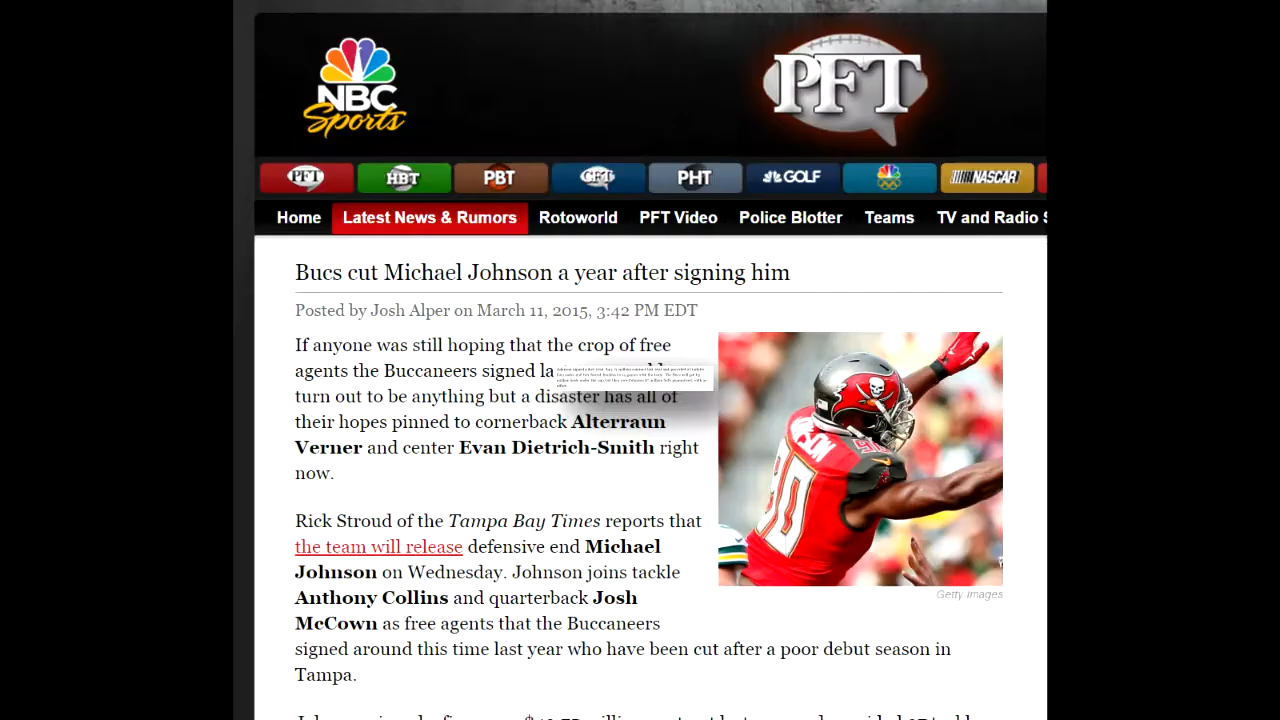 NBC
Sports
PFT
PFT HBT PBT CFT PHT GOLF NASCAR
Home Latest News & Rumors Rotoworld PFT Video Police Blotter Teams TV and Radio
Bucs cut Michael Johnson a year after signing him
Posted by Josh Alper on March 11, 2015, 3:42 PM EDT
If anyone was still hoping that the crop of free
agents the Buccaneers signed
turn out to be anything but a disaster has all of
their hopes pinned to cornerback Alterraun
Verner and center Evan Dietrich-Smith right
now.
Rick Stroud of the Tampa Bay Times reports that
the team will release defensive end Michael
Johnson on Wednesday. Johnson joins tackle
Anthony Collins and quarterback Josh
McCown as free agents that the Buccaneers
signed around this time last year who have been cut after a poor debut season in
Tampa.
90
Getty Images